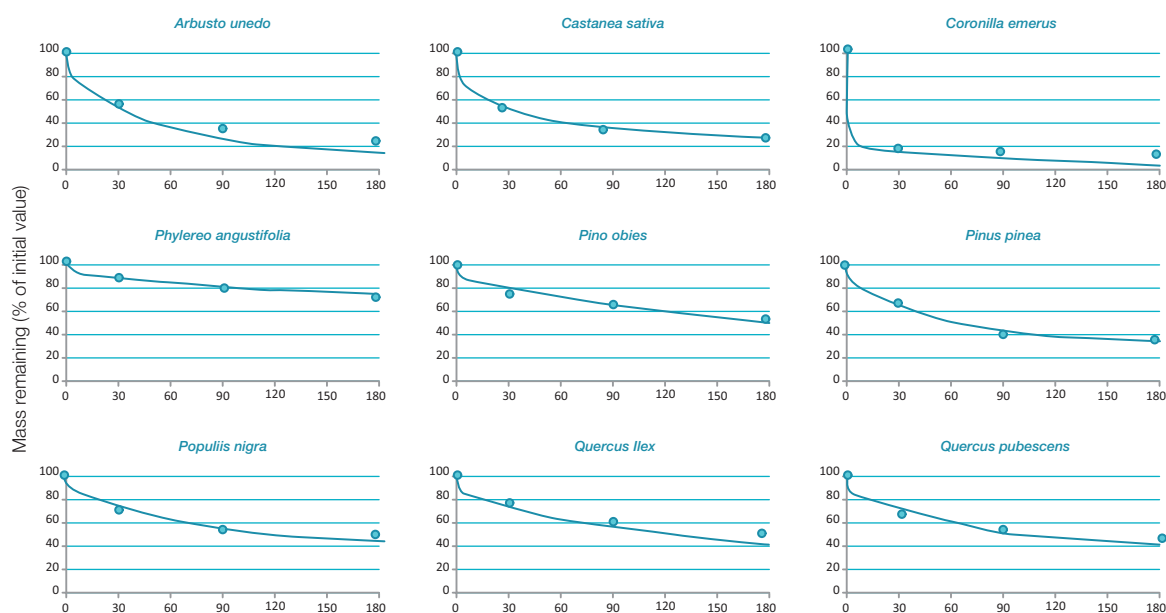 Mass remaining (% of initial value)
Arbusto unedo
100
80
60
40
20
0
0 30 60 90 120 150 180
Castanea sativa
100
80
60
40
20
0
0 30 60 90 120 150 180
Coronilla emerus
100
80
60
40
20
0
0 30 60 90 120 150 180
Phylereo angustifolia
100
80
60
40
20
0
0 30 60 90 120 150 180
Pino obies
100
80
60
40
20
0
0 30 60 90 120 150 180
Pinus pinea
100
80
60
40
20
0
0 30 60 90 120 150 180
Populiis nigra
100
80
60
40
20
0
0 30 60 90 120 150 180
Quercus Ilex
100
80
60
40
20
0
0 30 60 90 120 150 180
Quercus pubescens
100
80
60
40
20
0
0 30 60 90 120 150 180